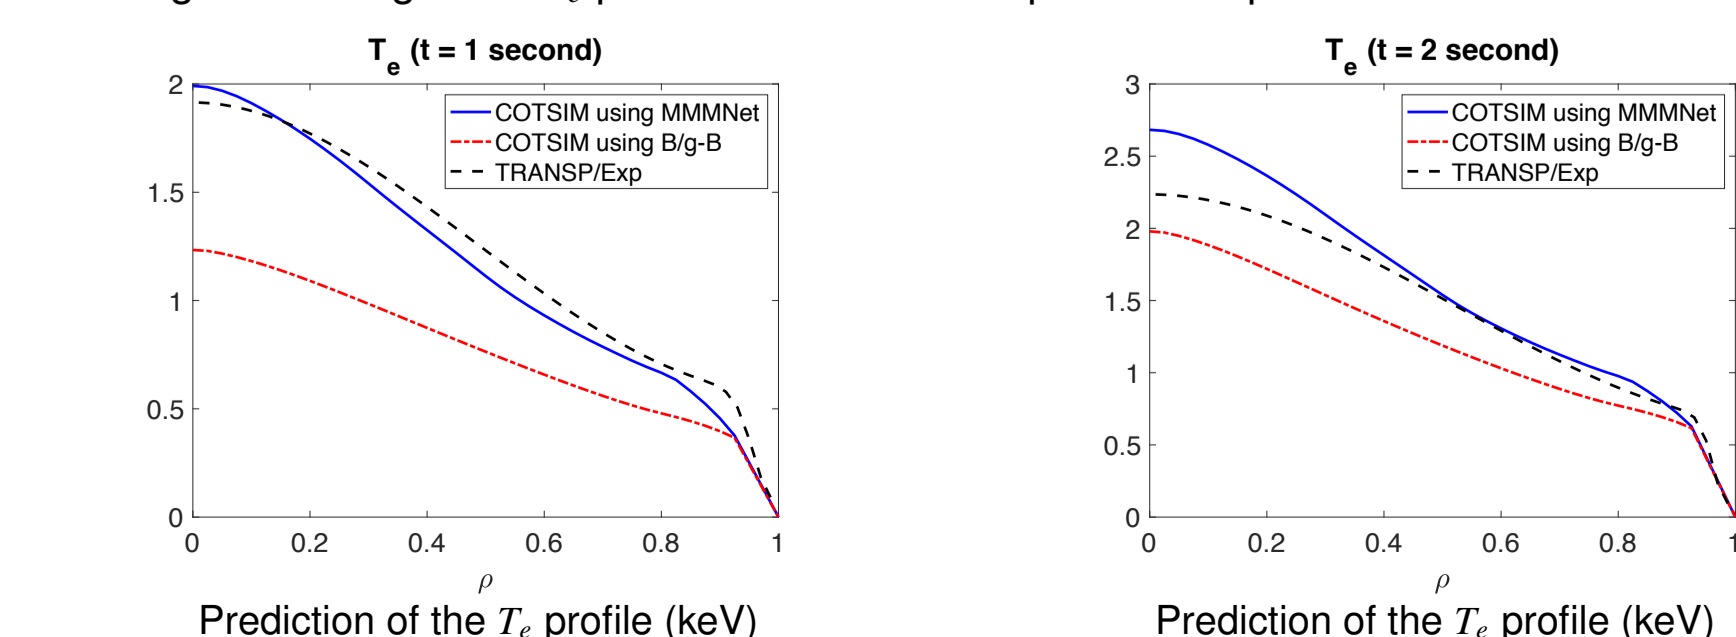 T_e (t = 1 second)
2
1.5
1
0.5
0
COTSIM using MMMNet
COTSIM using B/g-B
TRANSP/Exp
0 0.2 0.4 0.6 0.8 1
ρ
Prediction of the T_e profile (keV)
T_e (t = 2 second)
3
2.5
2
1.5
1
0.5
0
COTSIM using MMMNet
COTSIM using B/g-B
TRANSP/Exp
0 0.2 0.4 0.6 0.8 1
ρ
Prediction of the T_e profile (keV)